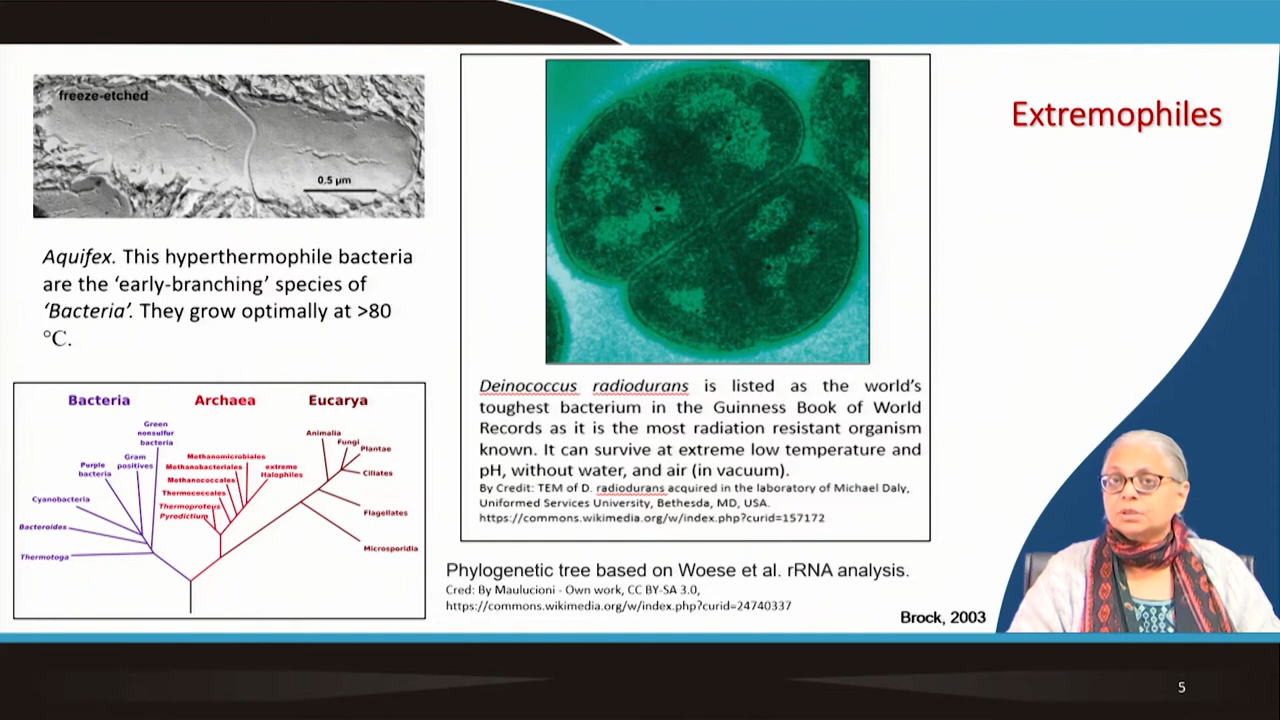 Extremophiles
freeze-etched
0.5 µm
Aquifex. This hyperthermophile bacteria
are the ‘early-branching’ species of
‘Bacteria’. They grow optimally at >80
°C.
Bacteria
Archaea
Eucarya
Green
nonsulfur
bacteria
Gram
positives
Purple
bacteria
Cyanobacteria
Bacteroides
Thermotoga
Methanomicrobiales
Methanobacteriales
Methanococcales
Thermococcales
Thermoproteus
Pyrodictium
extreme
Halophiles
Animalia
Fungi
Plantae
Ciliates
Flagellates
Microsporidia
Deinococcus radiodurans is listed as the world’s
toughest bacterium in the Guinness Book of World
Records as it is the most radiation resistant organism
known. It can survive at extreme low temperature and
pH, without water, and air (in vacuum).
By Credit: TEM of D. radiodurans acquired in the laboratory of Michael Daly,
Uniformed Services University, Bethesda, MD, USA.
https://commons.wikimedia.org/w/index.php?curid=157172
Phylogenetic tree based on Woese et al. rRNA analysis.
Cred: By Maulucioni - Own work, CC BY-SA 3.0,
https://commons.wikimedia.org/w/index.php?curid=24740337
Brock, 2003
5